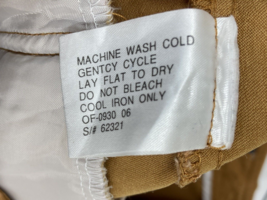 MACHINE WASH COLD
GENTCY CYCLE
LAY FLAT TO DRY
DO NOT BLEACH
COOL IRON ONLY
OF-0930 06
S/# 62321